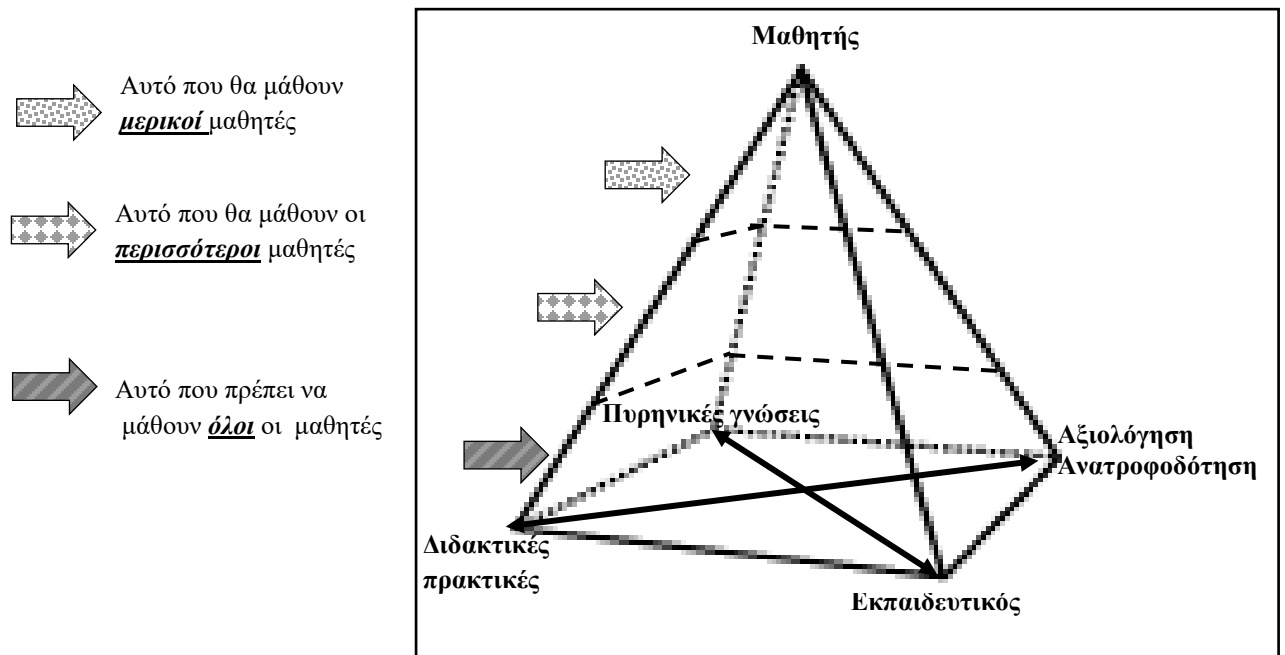 Αυτό που θα μάθουν
μερικοί μαθητές
Αυτό που θα μάθουν οι
περισσότεροι μαθητές
Αυτό που πρέπει να
μάθουν όλοι οι μαθητές
Μαθητής
Πυρηνικές γνώσεις
Αξιολόγηση
Ανατροφοδότηση
Διδακτικές
πρακτικές
Εκπαιδευτικός